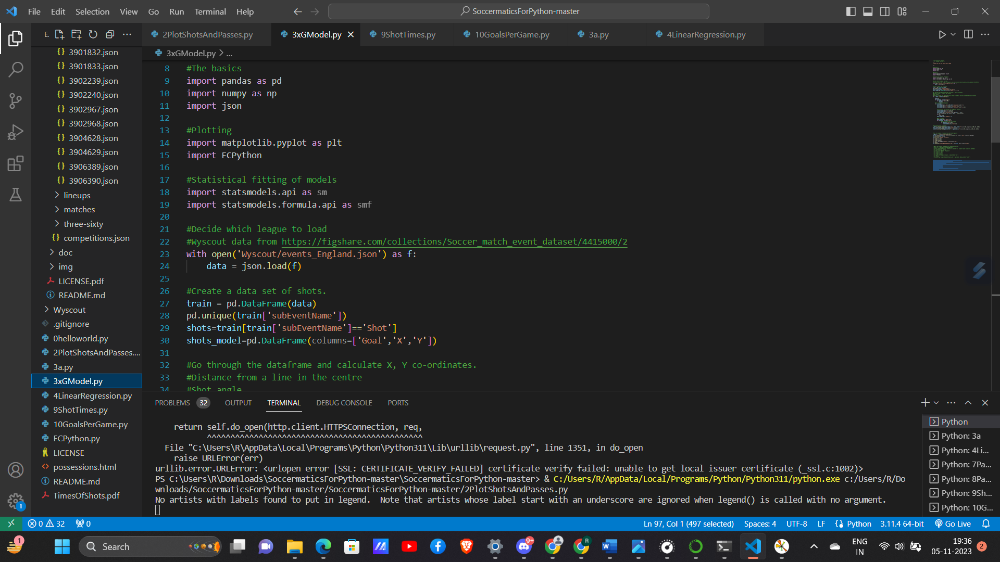 File Edit Selection View Go Run Terminal Help
SoccermaticsForPython-master
E.
2PlotShotsAndPasses.py
3xGModel.py
9ShotTimes.py
10GoalsPerGame.py
3a.py
4LinearRegression.py
3xGModel.py > ...
{} 3901832.json
{} 3901833.json
{} 3902239.json
{} 3902240.json
{} 3902967.json
{} 3902968.json
{} 3904628.json
{} 3904629.json
{} 3906389.json
{} 3906390.json
lineups
matches
three-sixty
{} competitions.json
doc
img
LICENSE.pdf
README.md
Wyscout
.gitignore
0helloworld.py
2PlotShotsAndPasses....
3a.py
3xGModel.py
4LinearRegression.py
9ShotTimes.py
10GoalsPerGame.py
FCPython.py
LICENSE
possessions.html
README.md
TimesOfShots.pdf
8 #The basics
9 import pandas as pd
10 import numpy as np
11 import json
12
13 #Plotting
14 import matplotlib.pyplot as plt
15 import FCPython
16
17 #Statistical fitting of models
18 import statsmodels.api as sm
19 import statsmodels.formula.api as smf
20
21 #Decide which league to load
22 #Wyscout data from https://figshare.com/collections/Soccer_match_event_dataset/4415000/2
23 with open('Wyscout/events_England.json') as f:
24     data = json.load(f)
25
26 #Create a data set of shots.
27 train = pd.DataFrame(data)
28 pd.unique(train['subEventName'])
29 shots=train[train['subEventName']=='Shot']
30 shots_model=pd.DataFrame(columns=['Goal','X','Y'])
31
32 #Go through the dataframe and calculate X, Y co-ordinates.
33 #Distance from a line in the centre
34 #Shot angle
PROBLEMS 32 OUTPUT TERMINAL DEBUG CONSOLE PORTS
return self.do_open(http.client.HTTPSConnection, req,
^^^^^^^^^^^^^^^^^^^^^^^^^^^^^^^^^^^^^^^^^^^^^^
File "C:\Users\R\AppData\Local\Programs\Python\Python311\Lib\urllib\request.py", line 1351, in do_open
raise URLError(err)
urllib.error.URLError: <urlopen error [SSL: CERTIFICATE_VERIFY_FAILED] certificate verify failed: unable to get local issuer certificate (_ssl.c:1002)>
PS C:\Users\R\Downloads\SoccermaticsForPython-master\SoccermaticsForPython-master> & C:/Users/R/AppData/Local/Programs/Python/Python311/python.exe c:/Users/R/Do
wnloads/SoccermaticsForPython-master/SoccermaticsForPython-master/2PlotShotsAndPasses.py
No artists with labels found to put in legend.  Note that artists whose label start with an underscore are ignored when legend() is called with no argument.
Python
Python: 3a
Python: 4Li...
Python: 7Pa...
Python: 8Pa...
Python: 9Sh...
Python: 10G...
1
0 32 0
Ln 97, Col 1 (497 selected) Spaces: 4 UTF-8 LF {} Python 3.11.4 64-bit Go Live
1
Search
9+
R
ENG
IN
19:36
05-11-2023
2